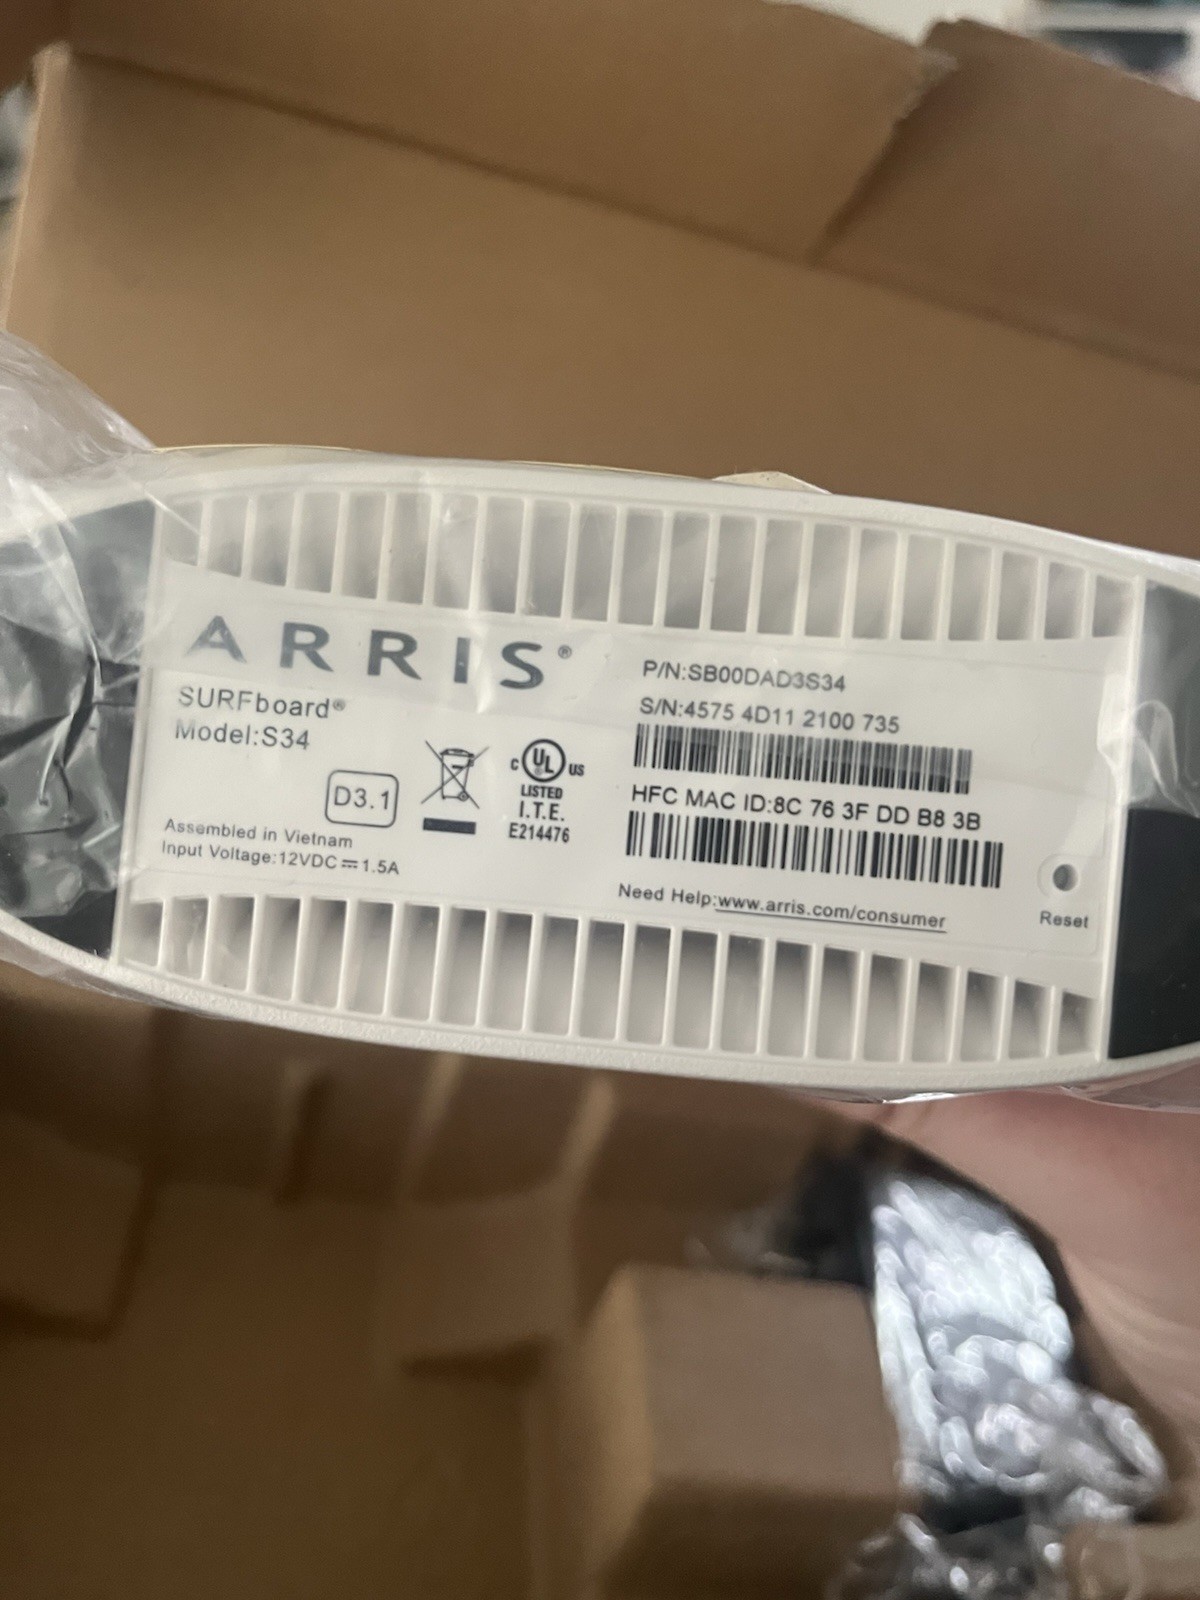 ARRIS®
SURFboard®
Model:S34
D3.1
C UL US
LISTED
I.T.E.
E214476
Assembled in Vietnam
Input Voltage:12VDC⎓1.5A
P/N:SB00DAD3S34
S/N:4575 4D11 2100 735
HFC MAC ID:8C 76 3F DD B8 3B
Need Help:www.arris.com/consumer
Reset